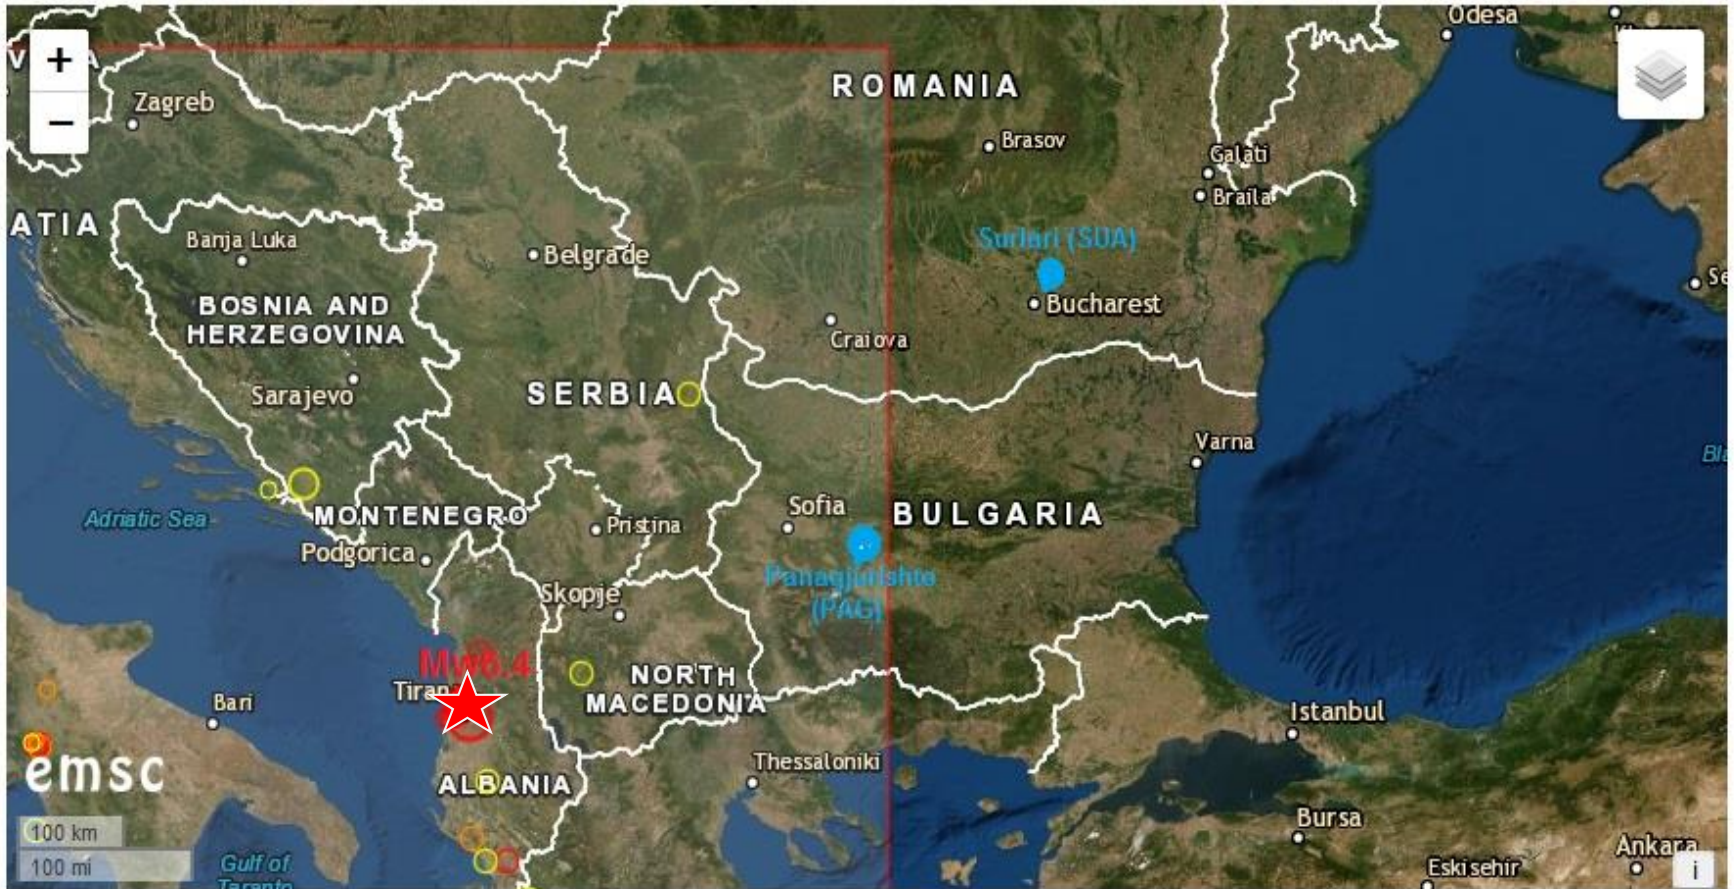 Odesa
ROMANIA
+
−
Zagreb
Brasov
Galati
Braila
ATIA
Banja Luka
Surlari (SUA)
Belgrade
BOSNIA AND
HERZEGOVINA
Bucharest
Craiova
Sarajevo
SERBIA
Varna
Sofia
Adriatic Sea
MONTENEGRO
Pristina
BULGARIA
Podgorica
Panagjurishte
(PAG)
Skopje
Mw6.4
NORTH
MACEDONIA
Bari
Istanbul
emsc
Thessaloniki
ALBANIA
100 km
100 mi
Gulf of
Taranto
Bursa
Ankara
Eskisehir
i